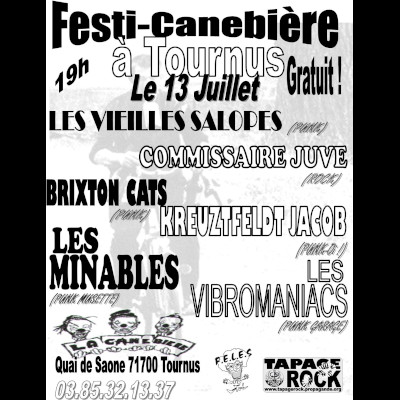 Festi-Canebière
19h
à Tournus
Gratuit !
Le 13 Juillet
LES VIEILLES SALOPES (PUNK)
COMMISSAIRE JUVE
(ROCK)
BRIXTON CATS
(PUNK)
KREUZTFELDT JACOB
(PUNK-Oi !)
LES
MINABLES
(PUNK MUSETTE)
LES
VIBROMANIACS
(PUNK GARAGE)
LA CANEBIERE
Quai de Saone 71700 Tournus
03.85.32.13.37
P.E.L.E.S
TAPAGE
ROCK
www.tapagerock.propagande.org